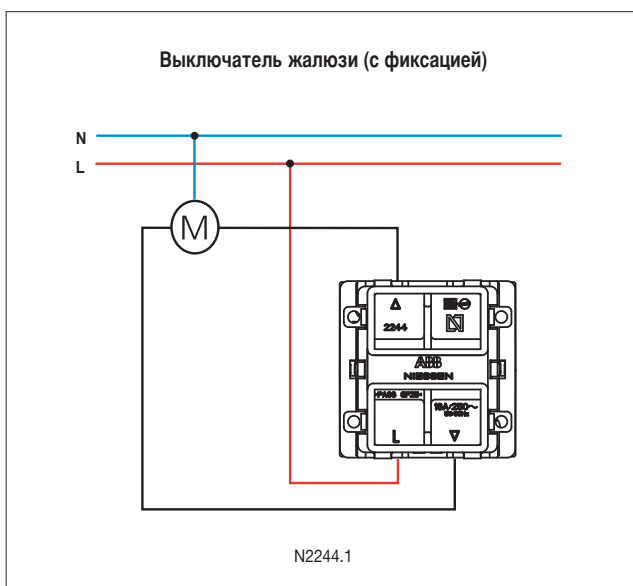 Выключатель жалюзи (с фиксацией)
N
L
M
2244
N
ABB
NIESSEN
L
N2244.1